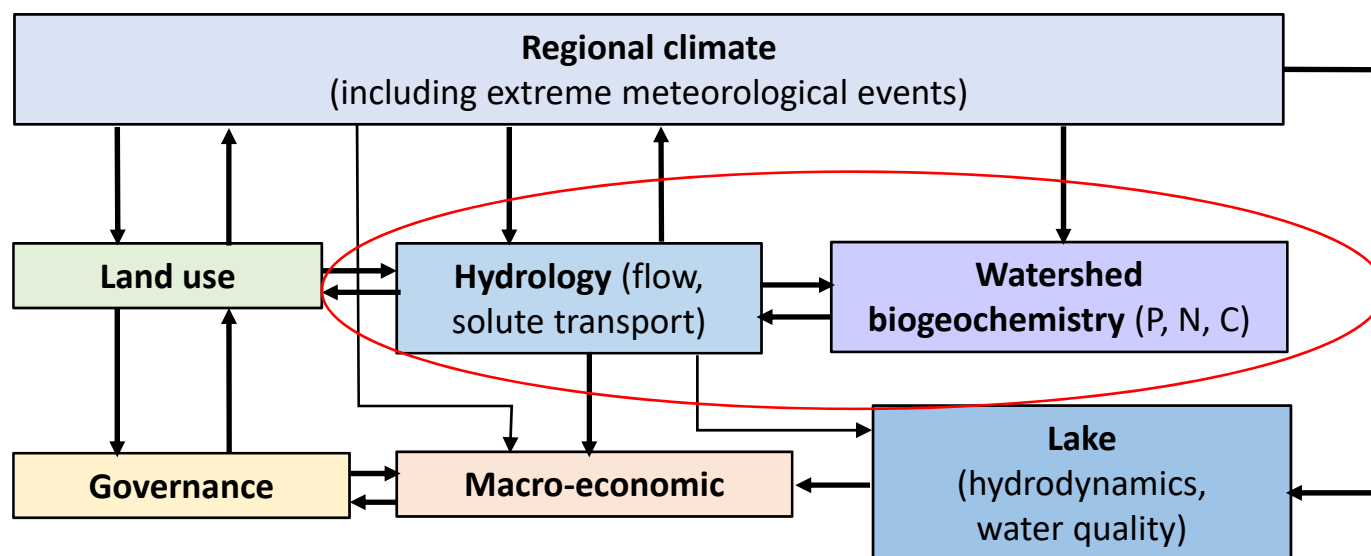 Regional climate
(including extreme meteorological events)
Land use
Hydrology (flow,
solute transport)
Watershed
biogeochemistry (P, N, C)
Governance
Macro-economic
Lake
(hydrodynamics,
water quality)